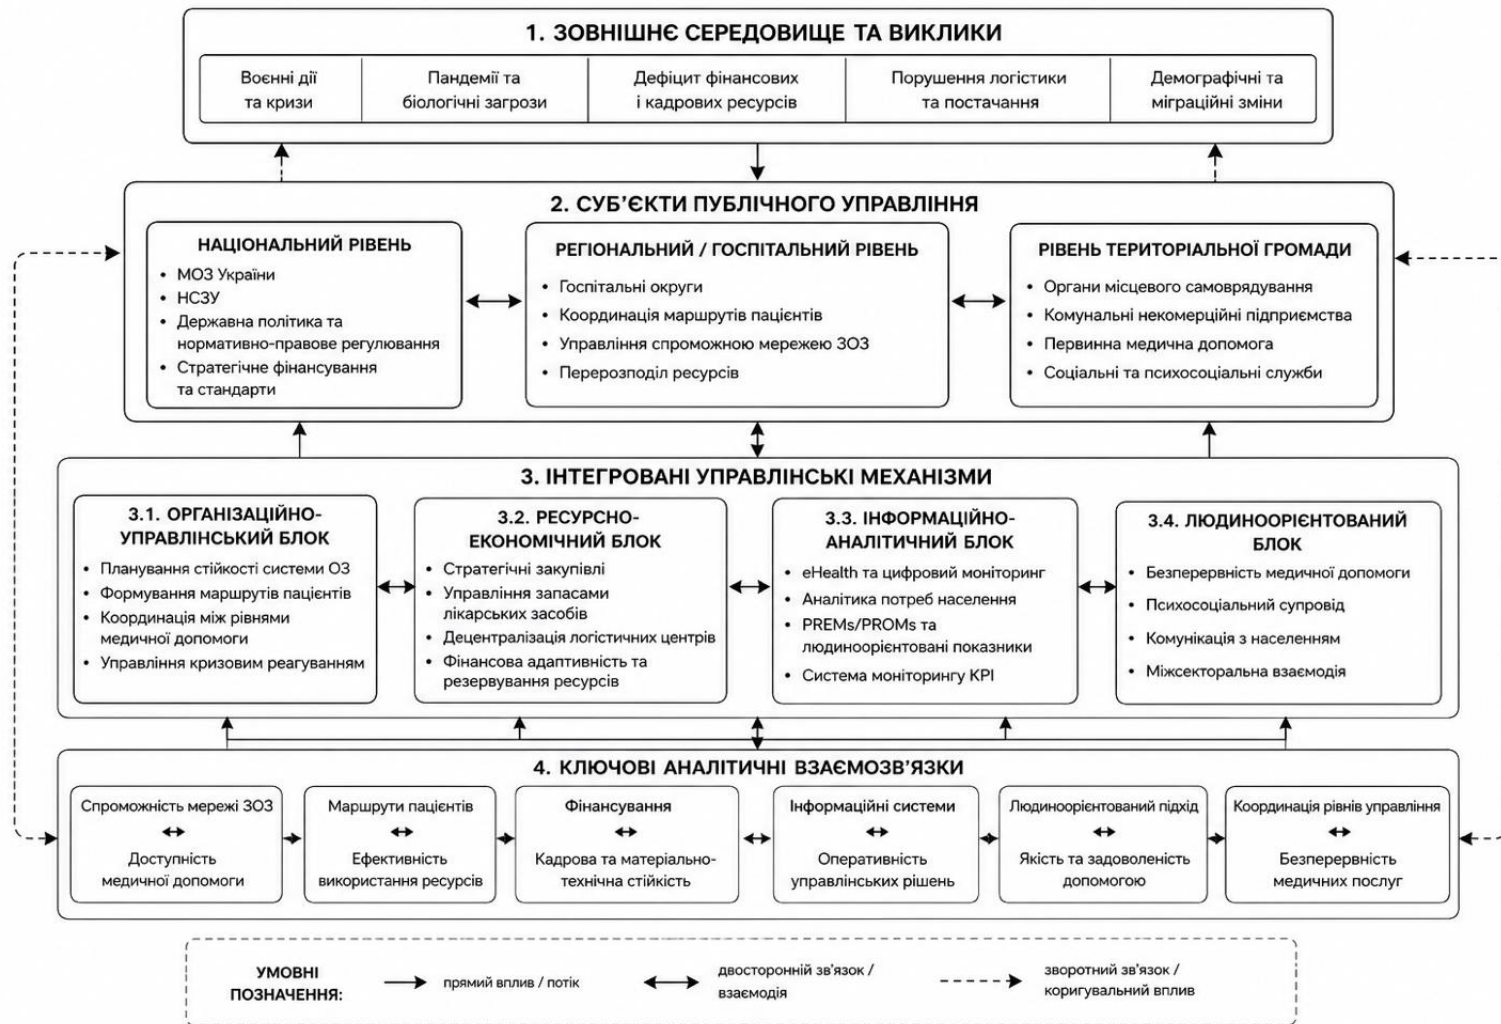 1. ЗОВНІШНЄ СЕРЕДОВИЩЕ ТА ВИКЛИКИ
Воєнні дії
та кризи
Пандемії та
біологічні загрози
Дефіцит фінансових
і кадрових ресурсів
Порушення логістики
та постачання
Демографічні та
міграційні зміни
2. СУБ'ЄКТИ ПУБЛІЧНОГО УПРАВЛІННЯ
НАЦІОНАЛЬНИЙ РІВЕНЬ
• МОЗ України
• НСЗУ
• Державна політика та
нормативно-правове регулювання
• Стратегічне фінансування
та стандарти
РЕГІОНАЛЬНИЙ / ГОСПІТАЛЬНИЙ РІВЕНЬ
• Госпітальні округи
• Координація маршрутів пацієнтів
• Управління спроможною мережею ЗОЗ
• Перерозподіл ресурсів
РІВЕНЬ ТЕРИТОРІАЛЬНОЇ ГРОМАДИ
• Органи місцевого самоврядування
• Комунальні некомерційні підприємства
• Первинна медична допомога
• Соціальні та психосоціальні служби
3. ІНТЕГРОВАНІ УПРАВЛІНСЬКІ МЕХАНІЗМИ
3.1. ОРГАНІЗАЦІЙНО-
УПРАВЛІНСЬКИЙ БЛОК
• Планування стійкості системи ОЗ
• Формування маршрутів пацієнтів
• Координація між рівнями
медичної допомоги
• Управління кризовим реагуванням
3.2. РЕСУРСНО-
ЕКОНОМІЧНИЙ БЛОК
• Стратегічні закупівлі
• Управління запасами
лікарських засобів
• Децентралізація логістичних центрів
• Фінансова адаптивність та
резервування ресурсів
3.3. ІНФОРМАЦІЙНО-
АНАЛІТИЧНИЙ БЛОК
• eHealth та цифровий моніторинг
• Аналітика потреб населення
• PREMs/PROMs та
людиноорієнтовані показники
• Система моніторингу KPI
3.4. ЛЮДИНООРІЄНТОВАНИЙ
БЛОК
• Безперервність медичної допомоги
• Психосоціальний супровід
• Комунікація з населенням
• Міжсекторальна взаємодія
4. КЛЮЧОВІ АНАЛІТИЧНІ ВЗАЄМОЗВ'ЯЗКИ
Спроможність мережі ЗОЗ
Доступність
медичної допомоги
Маршрути пацієнтів
Ефективність
використання ресурсів
Фінансування
Кадрова та матеріально-
технічна стійкість
Інформаційні системи
Оперативність
управлінських рішень
Людиноорієнтований підхід
Якість та задоволеність
допомогою
Координація рівнів управління
Безперервність
медичних послуг
УМОВНІ
ПОЗНАЧЕННЯ:
прямий вплив / потік
двосторонній зв'язок /
взаємодія
зворотний зв'язок /
коригувальний вплив